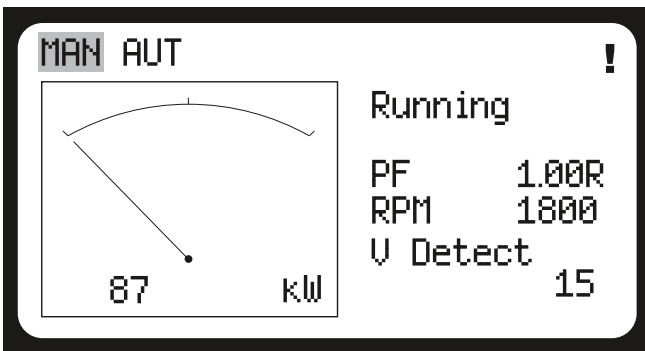 MAN AUT !
Running
PF 1.00R
RPM 1800
V Detect
15
87 kW